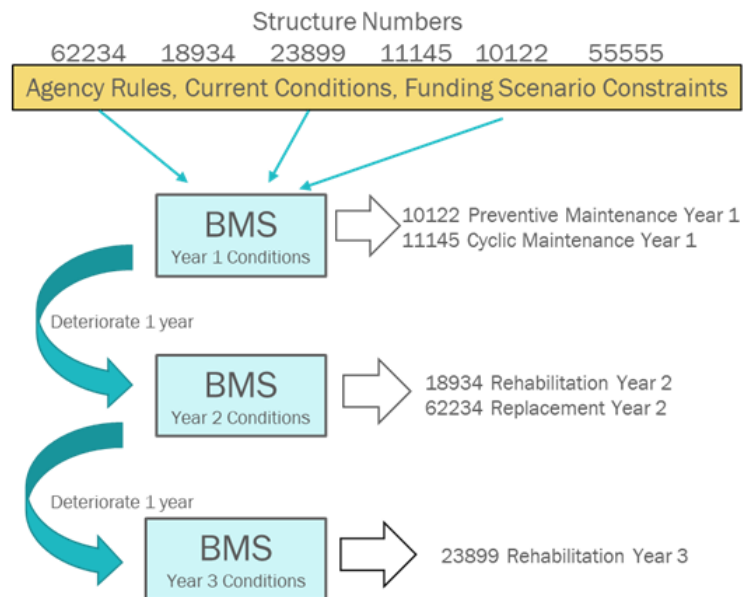 Structure Numbers
62234 18934 23899 11145 10122 55555
Agency Rules, Current Conditions, Funding Scenario Constraints
BMS
Year 1 Conditions
10122 Preventive Maintenance Year 1
11145 Cyclic Maintenance Year 1
Deteriorate 1 year
BMS
Year 2 Conditions
18934 Rehabilitation Year 2
62234 Replacement Year 2
Deteriorate 1 year
BMS
Year 3 Conditions
23899 Rehabilitation Year 3